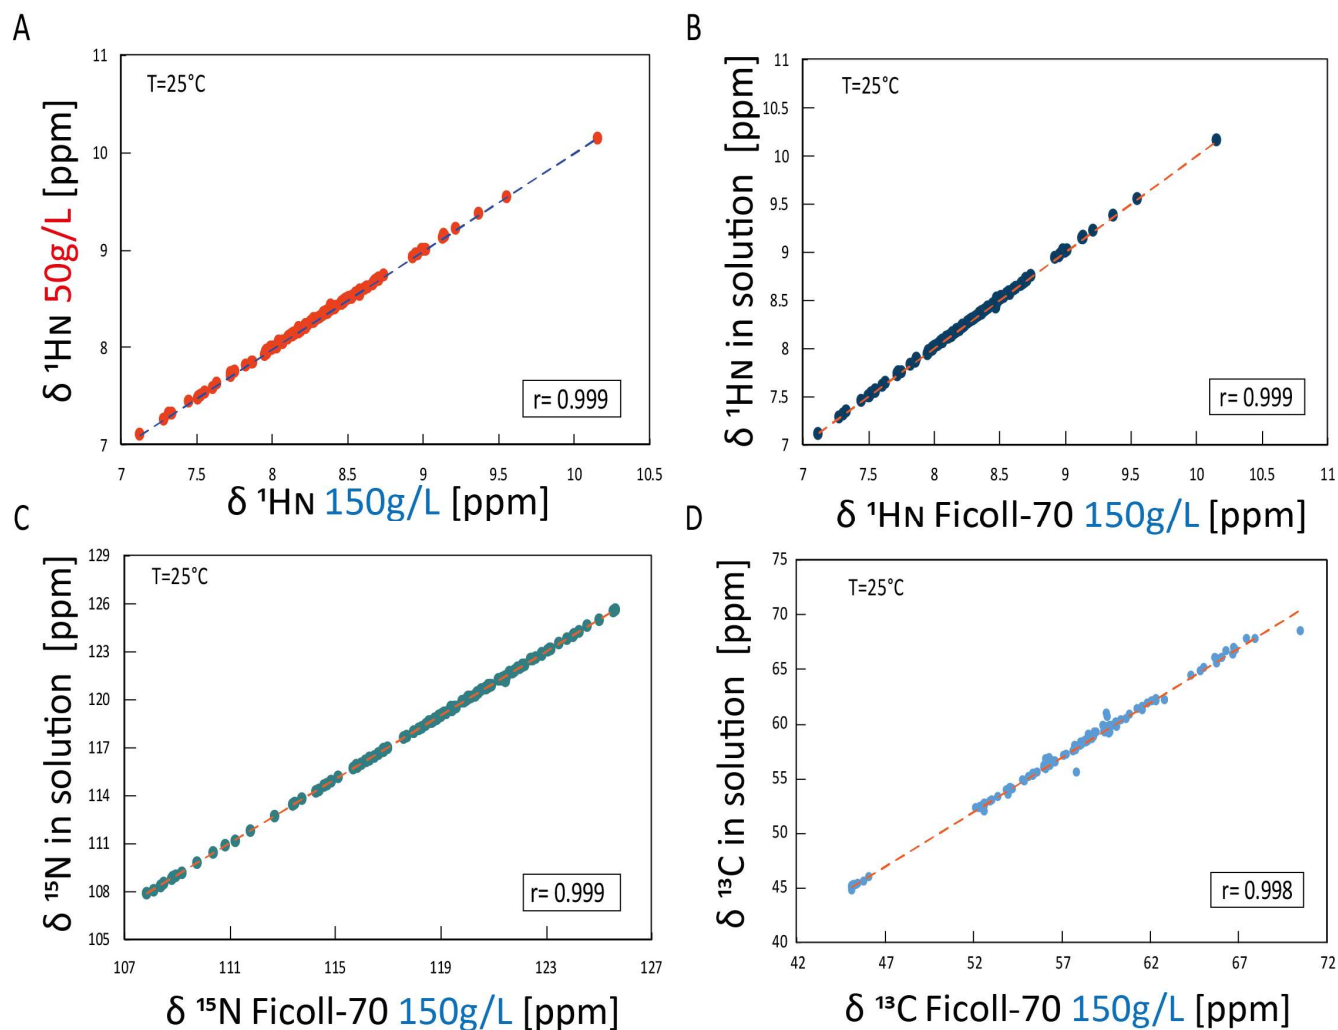 A
11
10
9
8
7
T=25°C
r= 0.999
7 7.5 8 8.5 9 9.5 10 10.5
δ ¹HN 50g/L [ppm]
δ ¹HN 150g/L [ppm]
B
11
10.5
10
9.5
9
8.5
8
7.5
7
T=25°C
r= 0.999
7 7.5 8 8.5 9 9.5 10 10.5 11
δ ¹HN in solution [ppm]
δ ¹HN Ficoll-70 150g/L [ppm]
C
129
126
123
120
117
114
111
108
105
T=25°C
r= 0.999
107 111 115 119 123 127
δ ¹⁵N in solution [ppm]
δ ¹⁵N Ficoll-70 150g/L [ppm]
D
75
70
65
60
55
50
45
40
T=25°C
r= 0.998
42 47 52 57 62 67 72
δ ¹³C in solution [ppm]
δ ¹³C Ficoll-70 150g/L [ppm]